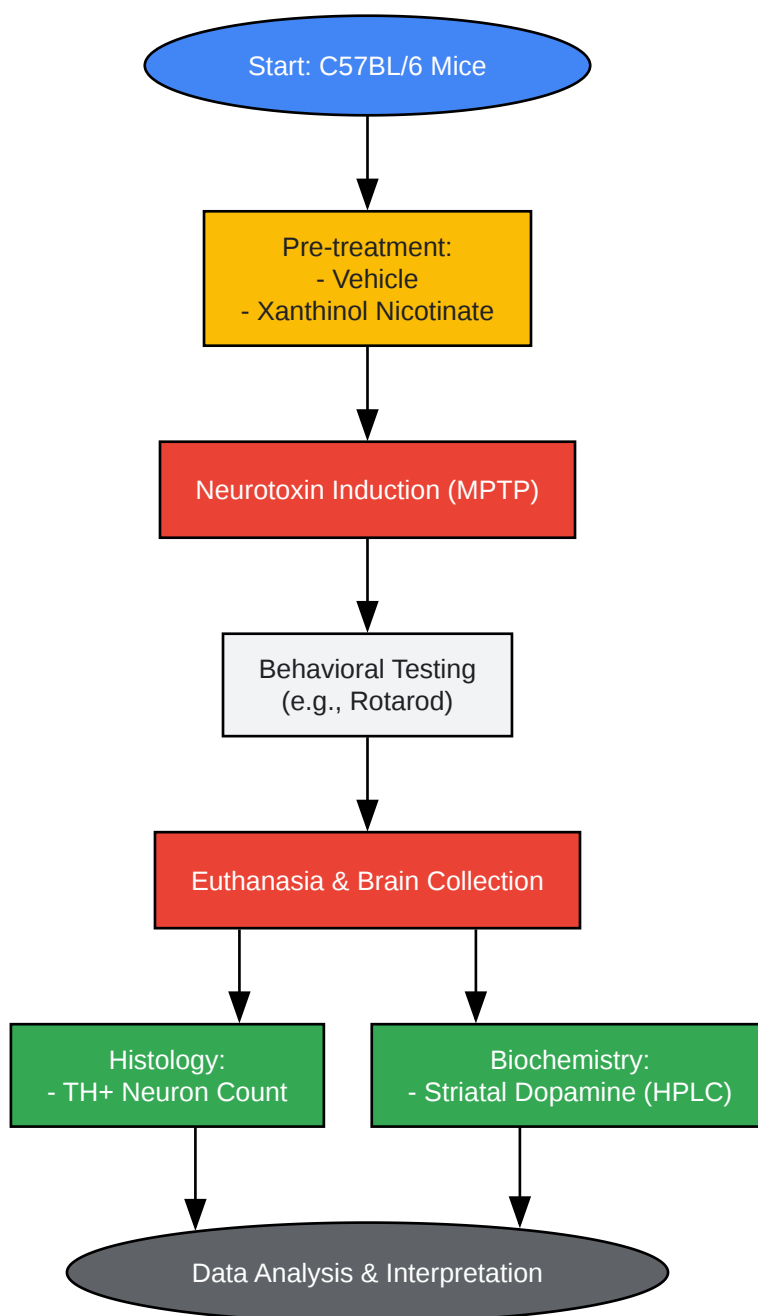 Start: C57BL/6 Mice
Pre-treatment:
- Vehicle
- Xanthinol Nicotinate
Neurotoxin Induction (MPTP)
Behavioral Testing
(e.g., Rotarod)
Euthanasia & Brain Collection
Histology:
- TH+ Neuron Count
Biochemistry:
- Striatal Dopamine (HPLC)
Data Analysis & Interpretation